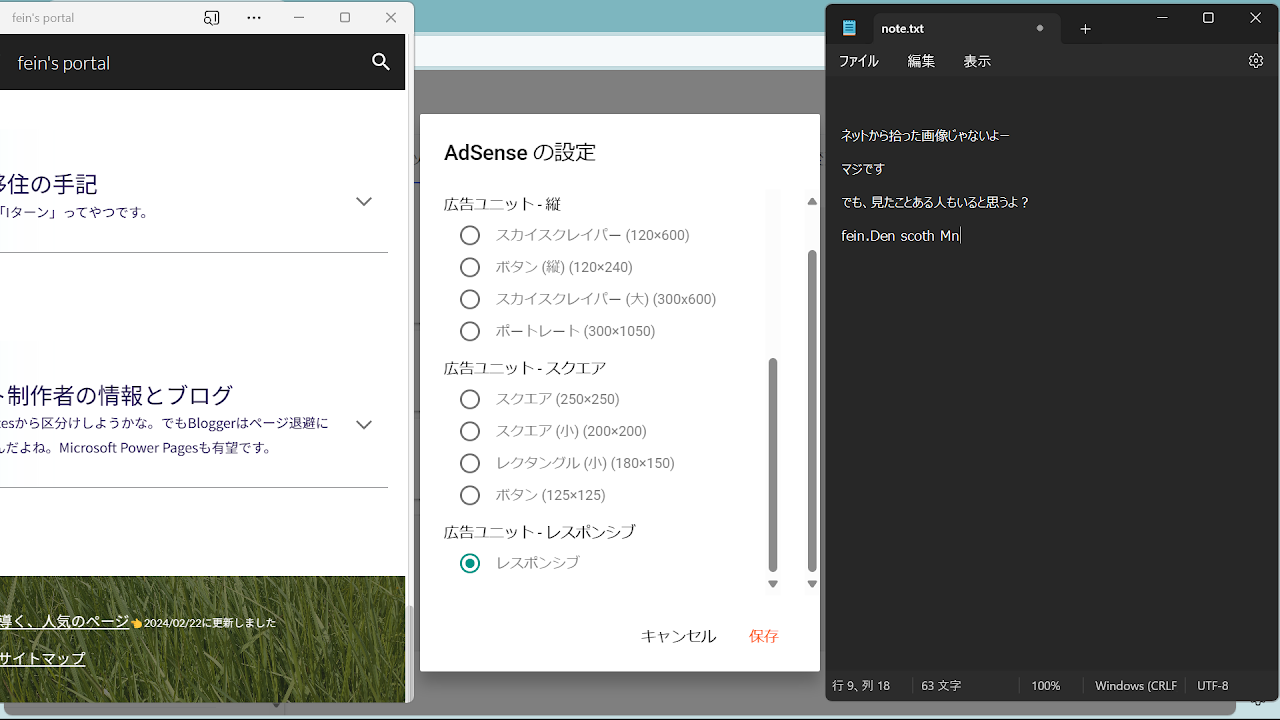 fein's portal
fein's portal
移住の手記
「Iターン」ってやつです。
ト制作者の情報とブログ
tesから区分けしようかな。でもBloggerはページ退避に
んだよね。Microsoft Power Pagesも有望です。
導く、人気のページ👈2024/02/22に更新しました
サイトマップ
AdSense の設定
広告ユニット - 縦
スカイスクレイパー (120×600)
ボタン (縦) (120×240)
スカイスクレイパー (大) (300x600)
ポートレート (300×1050)
広告ユニット - スクエア
スクエア (250×250)
スクエア (小) (200×200)
レクタングル (小) (180×150)
ボタン (125×125)
広告ユニット - レスポンシブ
レスポンシブ
キャンセル 保存
note.txt
ファイル 編集 表示
ネットから拾った画像じゃないよー
マジです
でも、見たことある人もいると思うよ？
fein.Den scoth Mn
行 9、列 18 63 文字 100% Windows (CRLF UTF-8